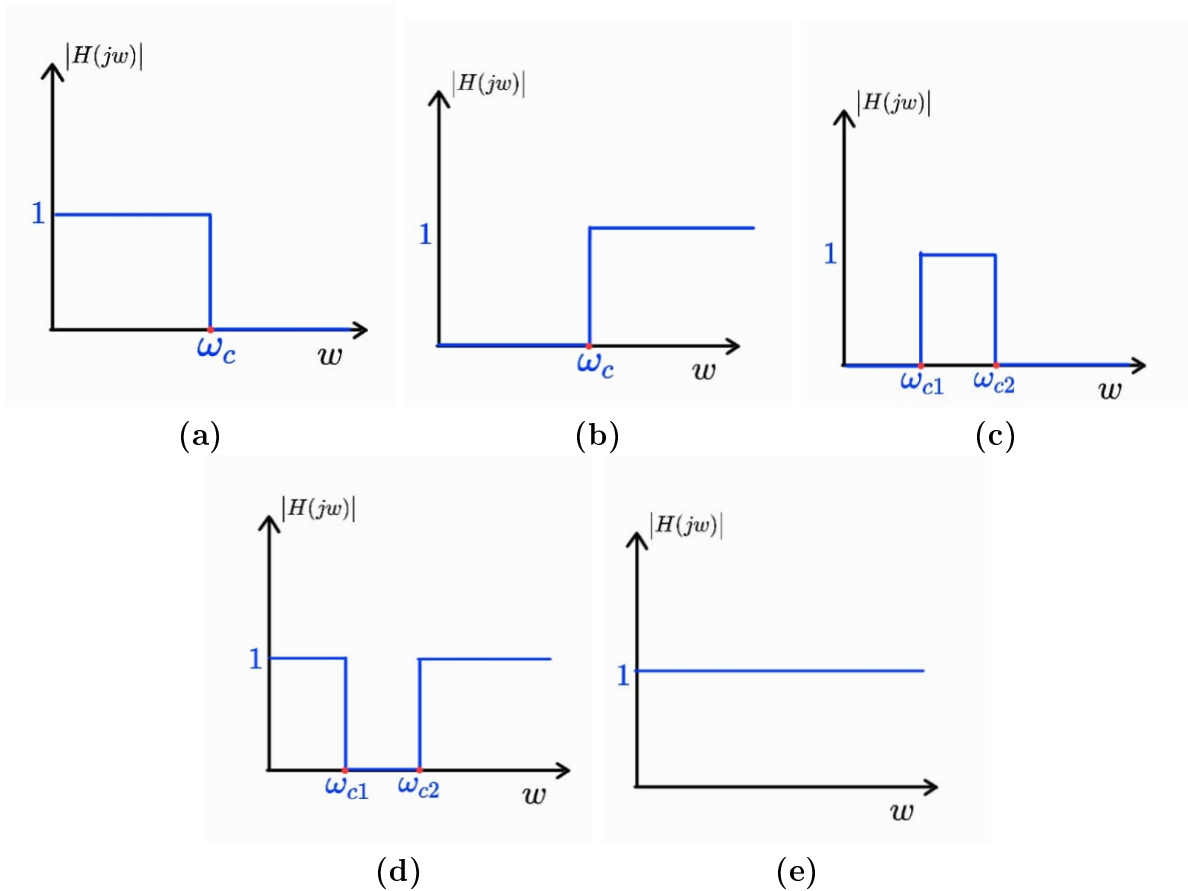 |H(jw)|
1
ω_c
w
(a)
|H(jw)|
1
ω_c
w
(b)
|H(jw)|
1
ω_c1
ω_c2
w
(c)
|H(jw)|
1
ω_c1
ω_c2
w
(d)
|H(jw)|
1
w
(e)